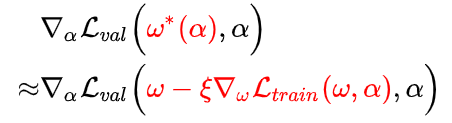 ∇_α ℒ_val(ω*(α), α)
≈∇_α ℒ_val(ω − ξ∇_ω ℒ_train(ω, α), α)